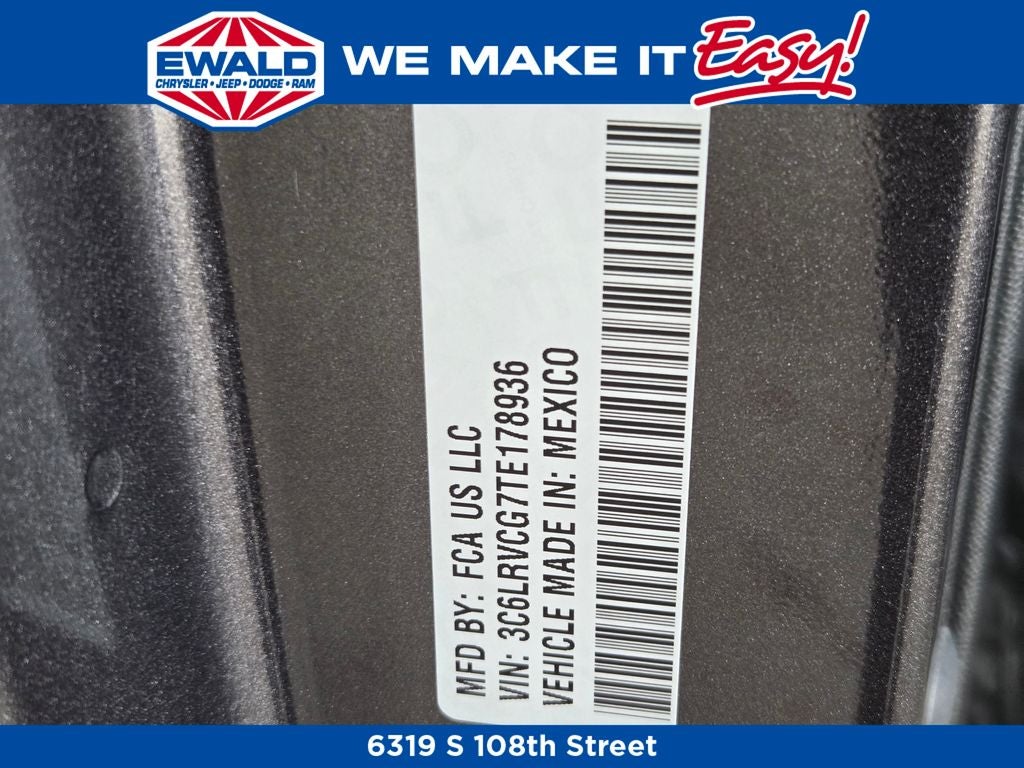 EWALD
CHRYSLER • JEEP • DODGE • RAM
WE MAKE IT Easy!
MFD BY: FCA US LLC
VIN: 3C6LRVCG7TE178936
VEHICLE MADE IN: MEXICO
6319 S 108th Street